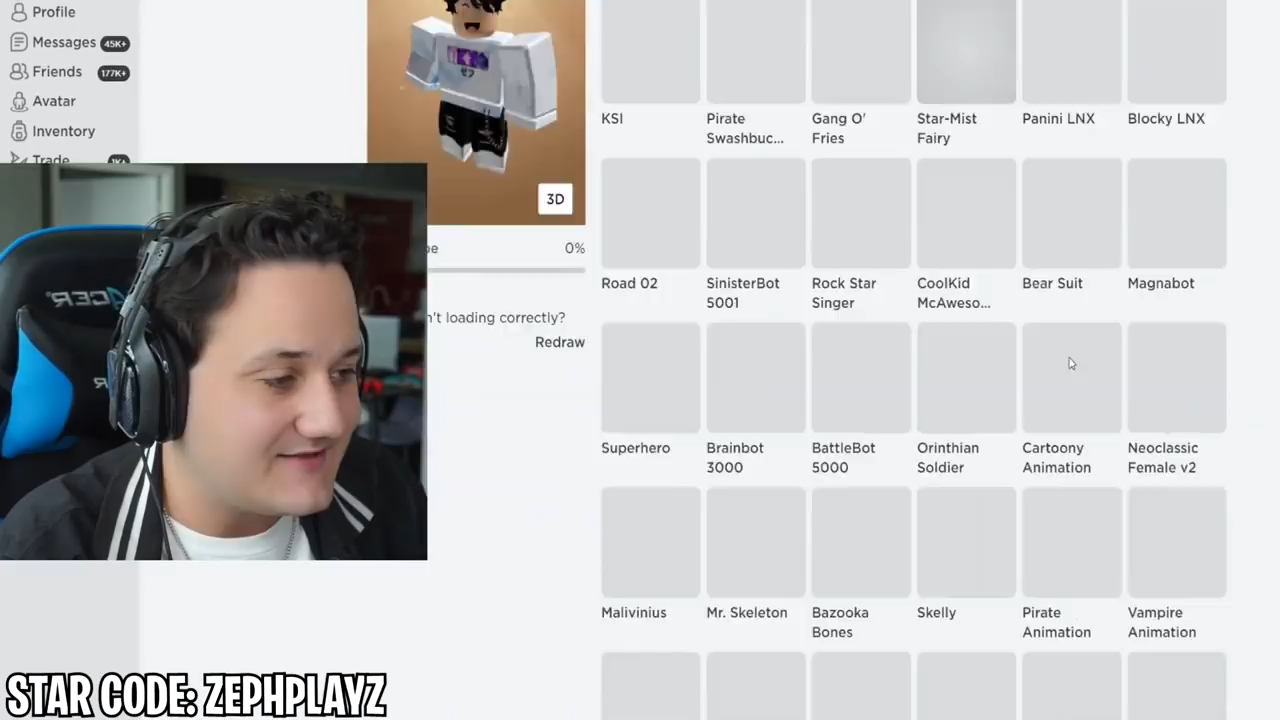 Profile
Messages 45K+
Friends 177K+
Avatar
Inventory
Trade 1K+
3D
0%
n't loading correctly?
Redraw
KSI
Pirate Swashbuc...
Gang O' Fries
Star-Mist Fairy
Panini LNX
Blocky LNX
Road 02
SinisterBot 5001
Rock Star Singer
CoolKid McAweso...
Bear Suit
Magnabot
Superhero
Brainbot 3000
BattleBot 5000
Orinthian Soldier
Cartoony Animation
Neoclassic Female v2
Malivinius
Mr. Skeleton
Bazooka Bones
Skelly
Pirate Animation
Vampire Animation
STAR CODE: ZEPHPLAYZ